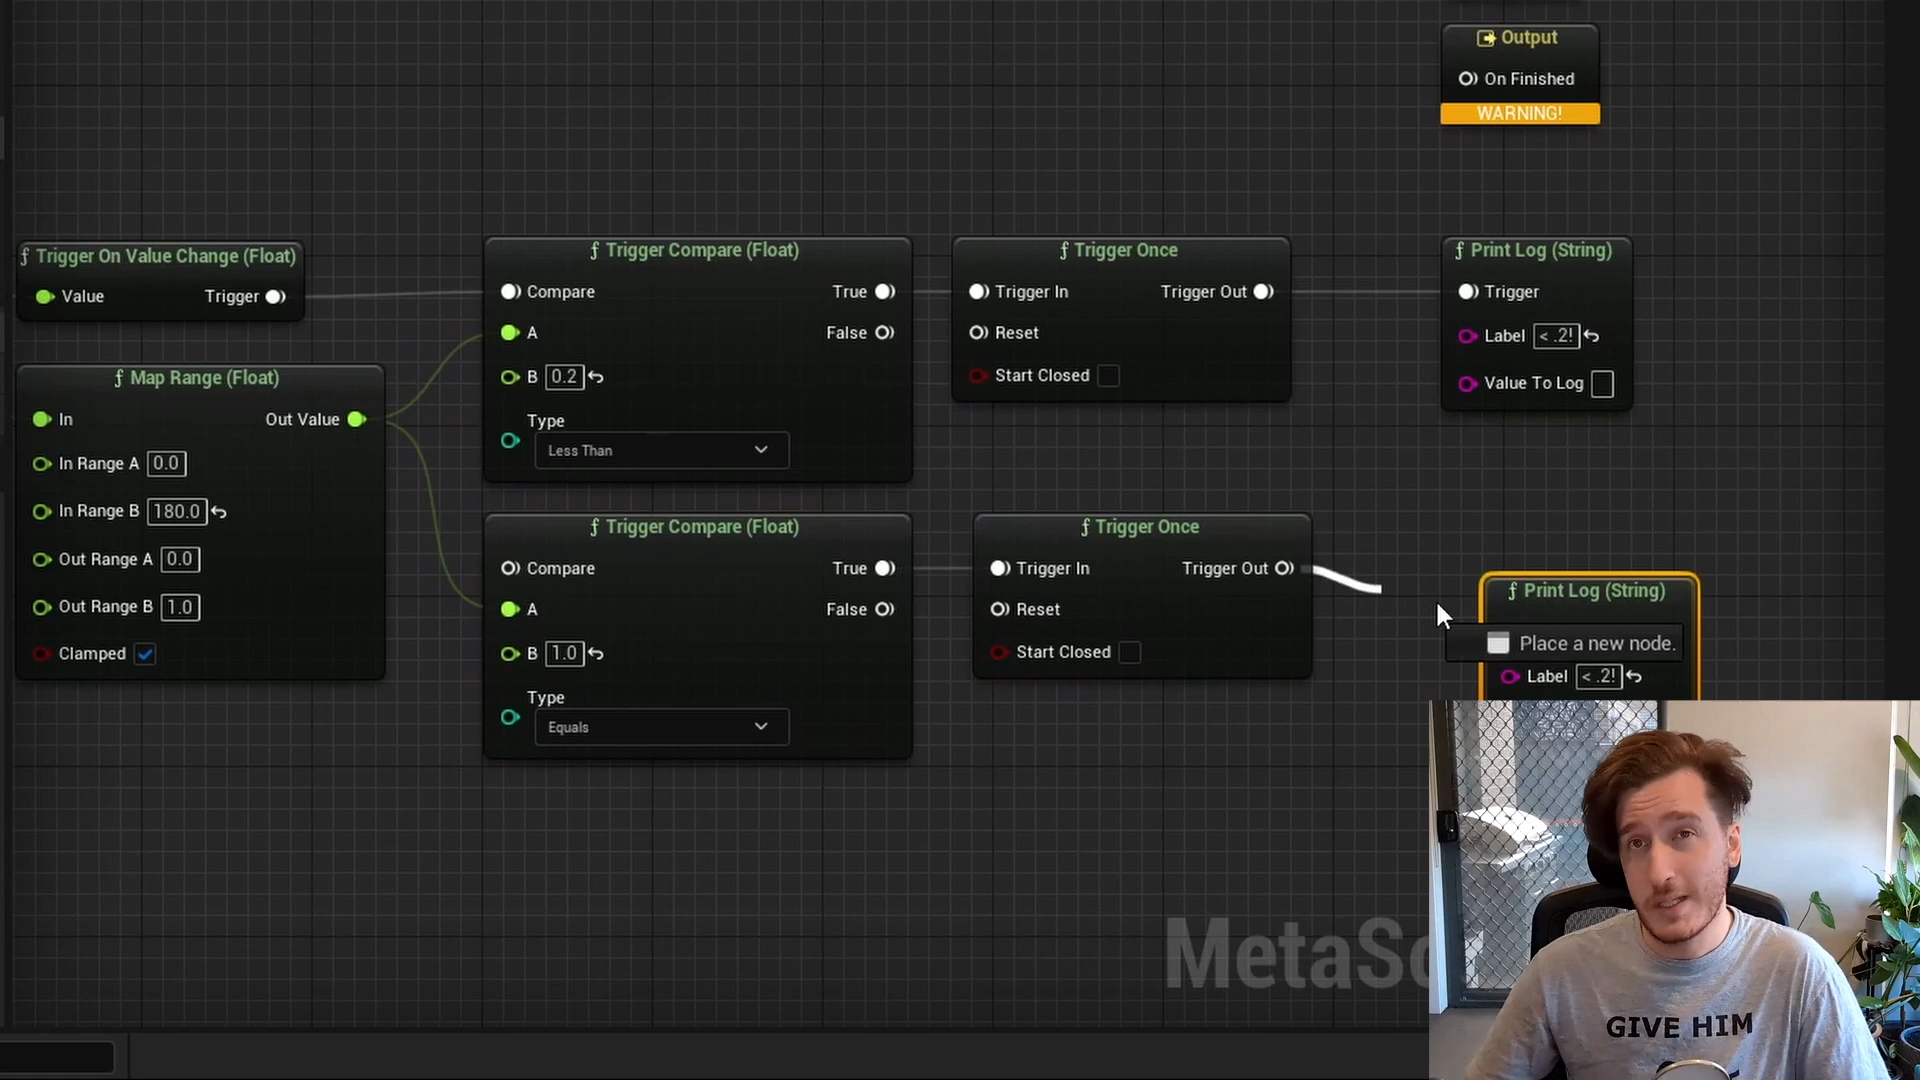 Output
On Finished
WARNING!
Trigger On Value Change (Float)
Value Trigger
Map Range (Float)
In Out Value
In Range A 0.0
In Range B 180.0
Out Range A 0.0
Out Range B 1.0
Clamped
Trigger Compare (Float)
Compare True
A False
B 0.2
Type
Less Than
Trigger Once
Trigger In Trigger Out
Reset
Start Closed
Print Log (String)
Trigger
Label < .2!
Value To Log
Trigger Compare (Float)
Compare True
A False
B 1.0
Type
Equals
Trigger Once
Trigger In Trigger Out
Reset
Start Closed
Print Log (String)
Place a new node.
Label < .2!
GIVE HIM